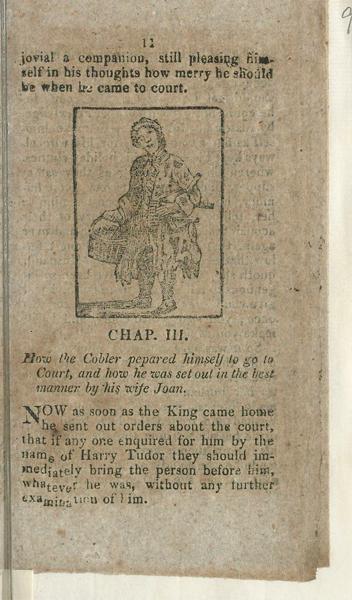 12
jovial a companion, still pleasing him-
self in his thoughts how merry he should
be when he came to court.
CHAP. III.
How the Cobler pepared himself to go to
Court, and how he was set out in the best
manner by his wife Joan.
NOW as soon as the King came home
he sent out orders about the court,
that if any one enquired for him by the
name of Harry Tudor they should im-
mediately bring the person before him,
whatever he was, without any further
examination of him.